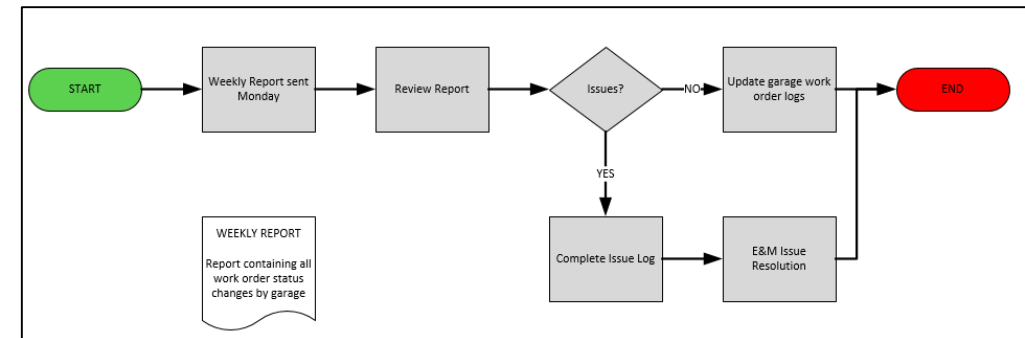 START
Weekly Report sent
Monday
Review Report
Issues?
NO
Update garage work
order logs
END
YES
WEEKLY REPORT
Report containing all
work order status
changes by garage
Complete Issue Log
E&M Issue
Resolution